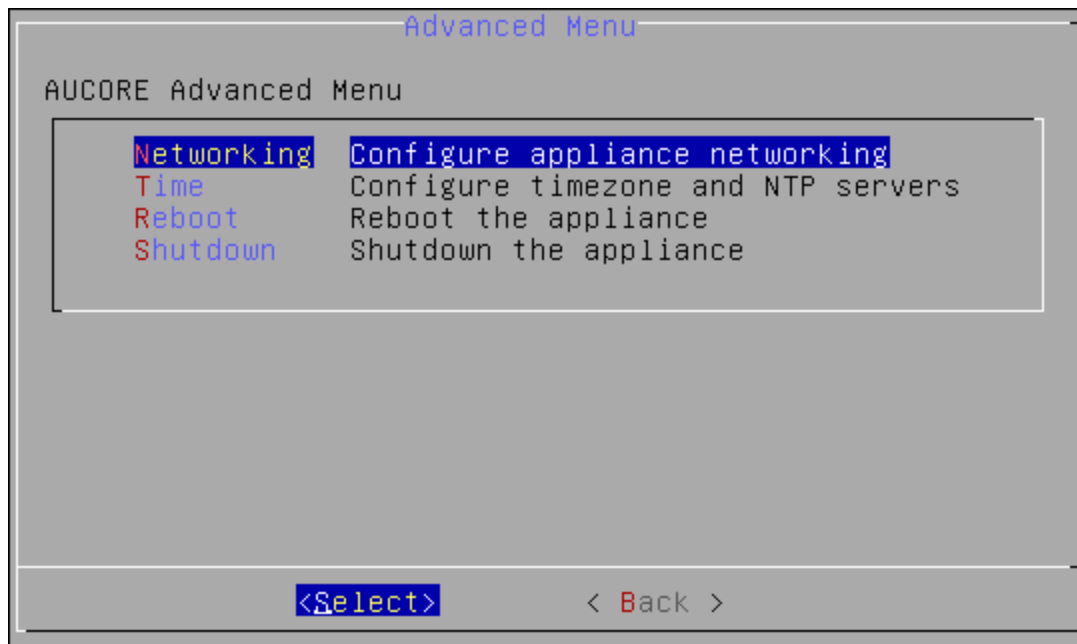 Advanced Menu
AUCORE Advanced Menu
Networking Configure appliance networking
Time Configure timezone and NTP servers
Reboot Reboot the appliance
Shutdown Shutdown the appliance
<Select> < Back >